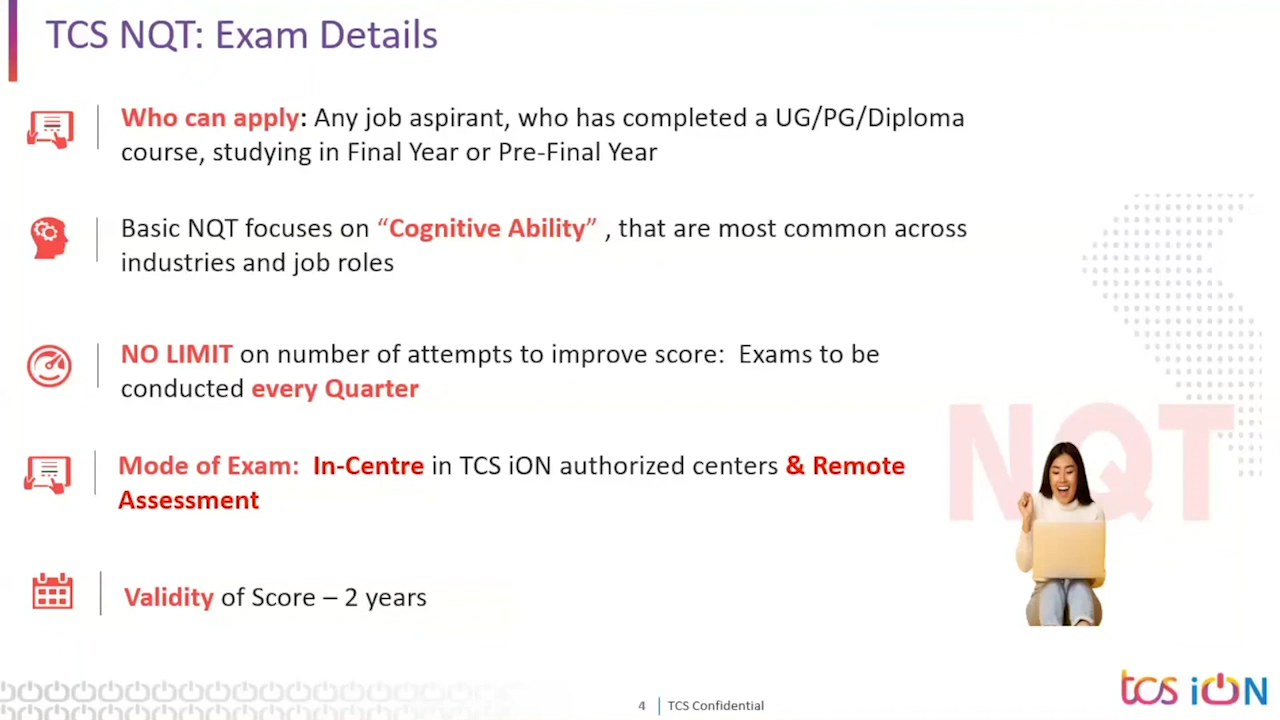 TCS NQT: Exam Details
Who can apply: Any job aspirant, who has completed a UG/PG/Diploma
course, studying in Final Year or Pre-Final Year
Basic NQT focuses on “Cognitive Ability” , that are most common across
industries and job roles
NO LIMIT on number of attempts to improve score: Exams to be
conducted every Quarter
Mode of Exam: In-Centre in TCS iON authorized centers & Remote
Assessment
NQT
Validity of Score – 2 years
4 TCS Confidential
tcs iON